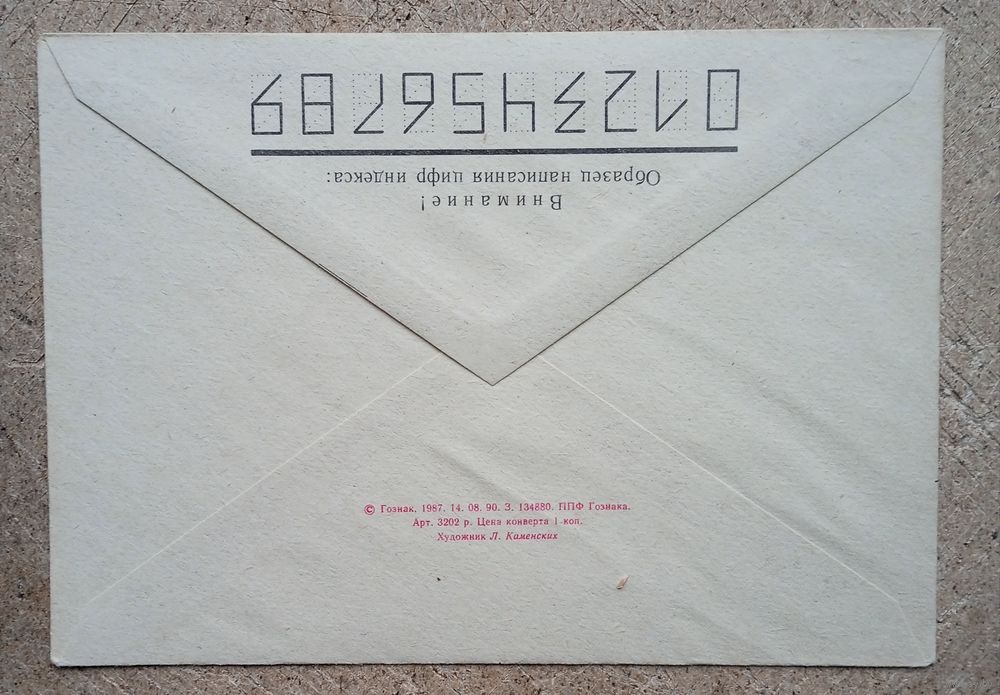 Внимание!
Образец написания цифр индекса:
0123456789
© Гознак, 1987. 14. 08. 90. З. 134880. ППФ Гознака.
Арт. 3202 р. Цена конверта 1 коп.
Художник Л. Каменских